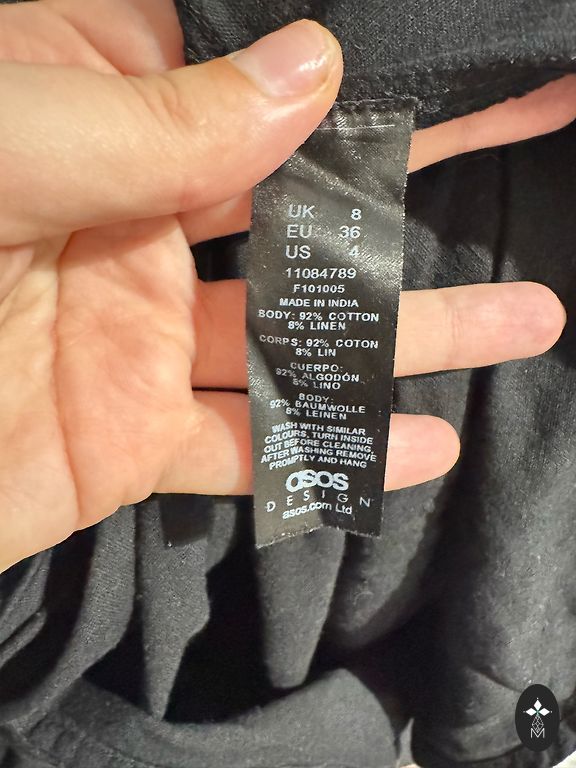 UK 8
EU 36
US 4
11084789
F101005
MADE IN INDIA
BODY: 92% COTTON
8% LINEN
CORPS: 92% COTON
8% LIN
CUERPO:
92% ALGODÓN
8% LINO
BODY:
92% BAUMWOLLE
8% LEINEN
WASH WITH SIMILAR
COLOURS, TURN INSIDE
OUT BEFORE CLEANING,
AFTER WASHING REMOVE
PROMPTLY AND HANG
asos
DESIGN
asos.com Ltd
M